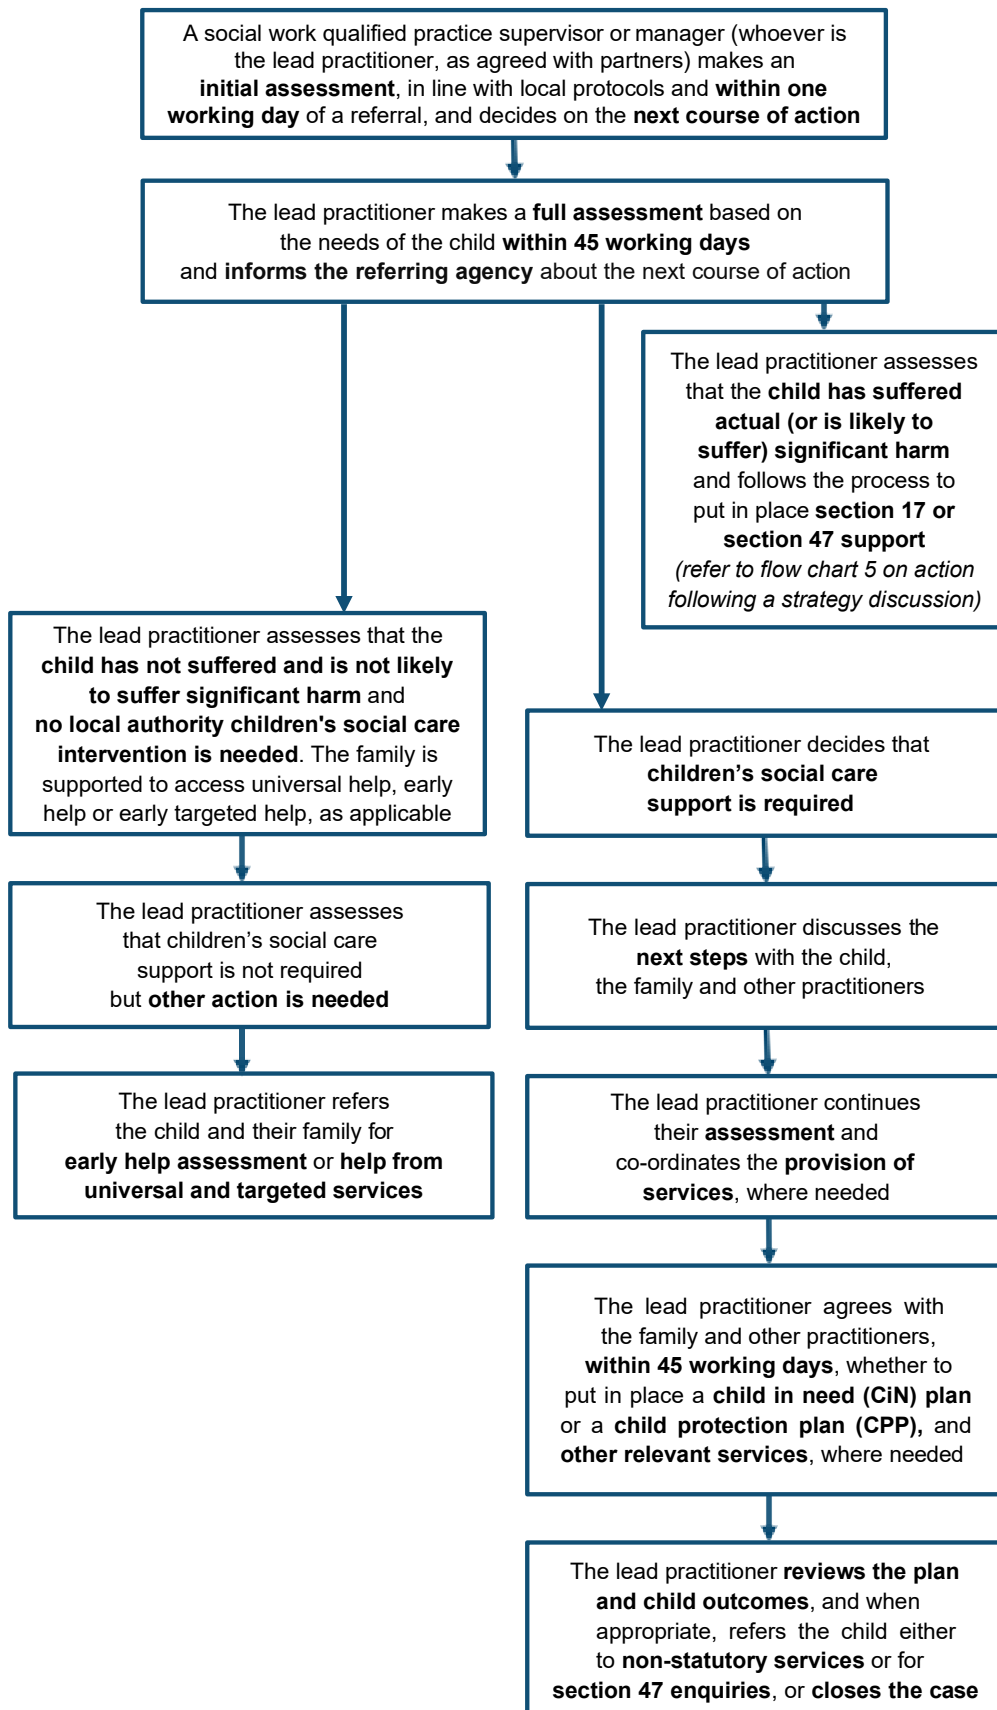 A social work qualified practice supervisor or manager (whoever is
the lead practitioner, as agreed with partners) makes an
initial assessment, in line with local protocols and within one
working day of a referral, and decides on the next course of action
The lead practitioner makes a full assessment based on
the needs of the child within 45 working days
and informs the referring agency about the next course of action
The lead practitioner assesses
that the child has suffered
actual (or is likely to
suffer) significant harm
and follows the process to
put in place section 17 or
section 47 support
(refer to flow chart 5 on action
following a strategy discussion)
The lead practitioner assesses that the
child has not suffered and is not likely
to suffer significant harm and
no local authority children's social care
intervention is needed. The family is
supported to access universal help, early
help or early targeted help, as applicable
The lead practitioner assesses
that children’s social care
support is not required
but other action is needed
The lead practitioner refers
the child and their family for
early help assessment or help from
universal and targeted services
The lead practitioner decides that
children’s social care
support is required
The lead practitioner discusses the
next steps with the child,
the family and other practitioners
The lead practitioner continues
their assessment and
co-ordinates the provision of
services, where needed
The lead practitioner agrees with
the family and other practitioners,
within 45 working days, whether to
put in place a child in need (CiN) plan
or a child protection plan (CPP), and
other relevant services, where needed
The lead practitioner reviews the plan
and child outcomes, and when
appropriate, refers the child either
to non-statutory services or for
section 47 enquiries, or closes the case